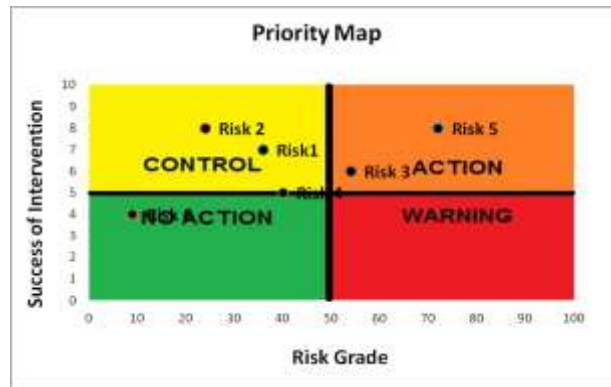 Priority Map
Success of Intervention
10
9
8
7
6
5
4
3
2
1
0
Risk 2
Risk 5
Risk1
CONTROL
Risk 3
ACTION
NO ACTION
WARNING
0 10 20 30 40 50 60 70 80 90 100
Risk Grade